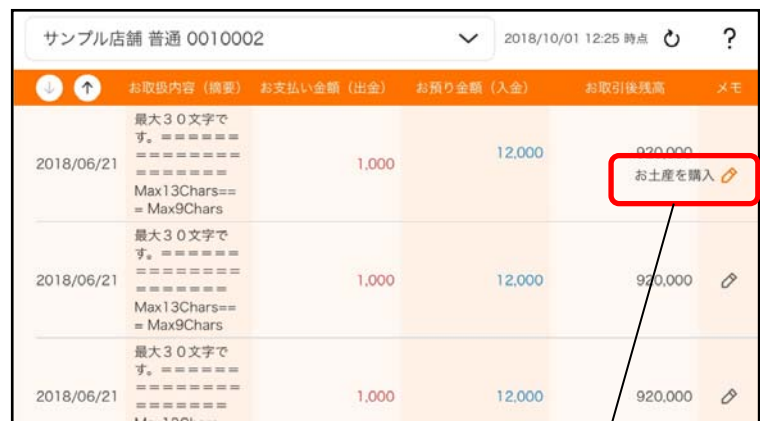 サンプル店舗 普通 0010002
2018/10/01 12:25 時点
?
お取扱内容（摘要） お支払い金額（出金） お預り金額（入金） お取引後残高 メモ
最大３０文字で
す。＝＝＝＝＝＝
＝＝＝＝＝＝＝＝
＝＝＝＝＝＝＝
Max13Chars==
= Max9Chars
2018/06/21
1,000
12,000
920,000
お土産を購入
最大３０文字で
す。＝＝＝＝＝＝
＝＝＝＝＝＝＝＝
＝＝＝＝＝＝＝
Max13Chars==
= Max9Chars
2018/06/21
1,000
12,000
920,000
最大３０文字で
す。＝＝＝＝＝＝
＝＝＝＝＝＝＝＝
＝＝＝＝＝＝＝
2018/06/21
1,000
12,000
920,000